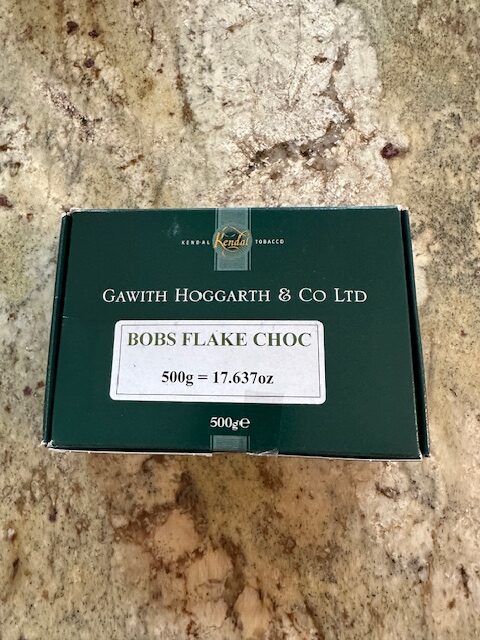 KENDAL Kendal TOBACCO
GAWITH HOGGARTH & CO LTD
BOBS FLAKE CHOC
500g = 17.637oz
500g℮